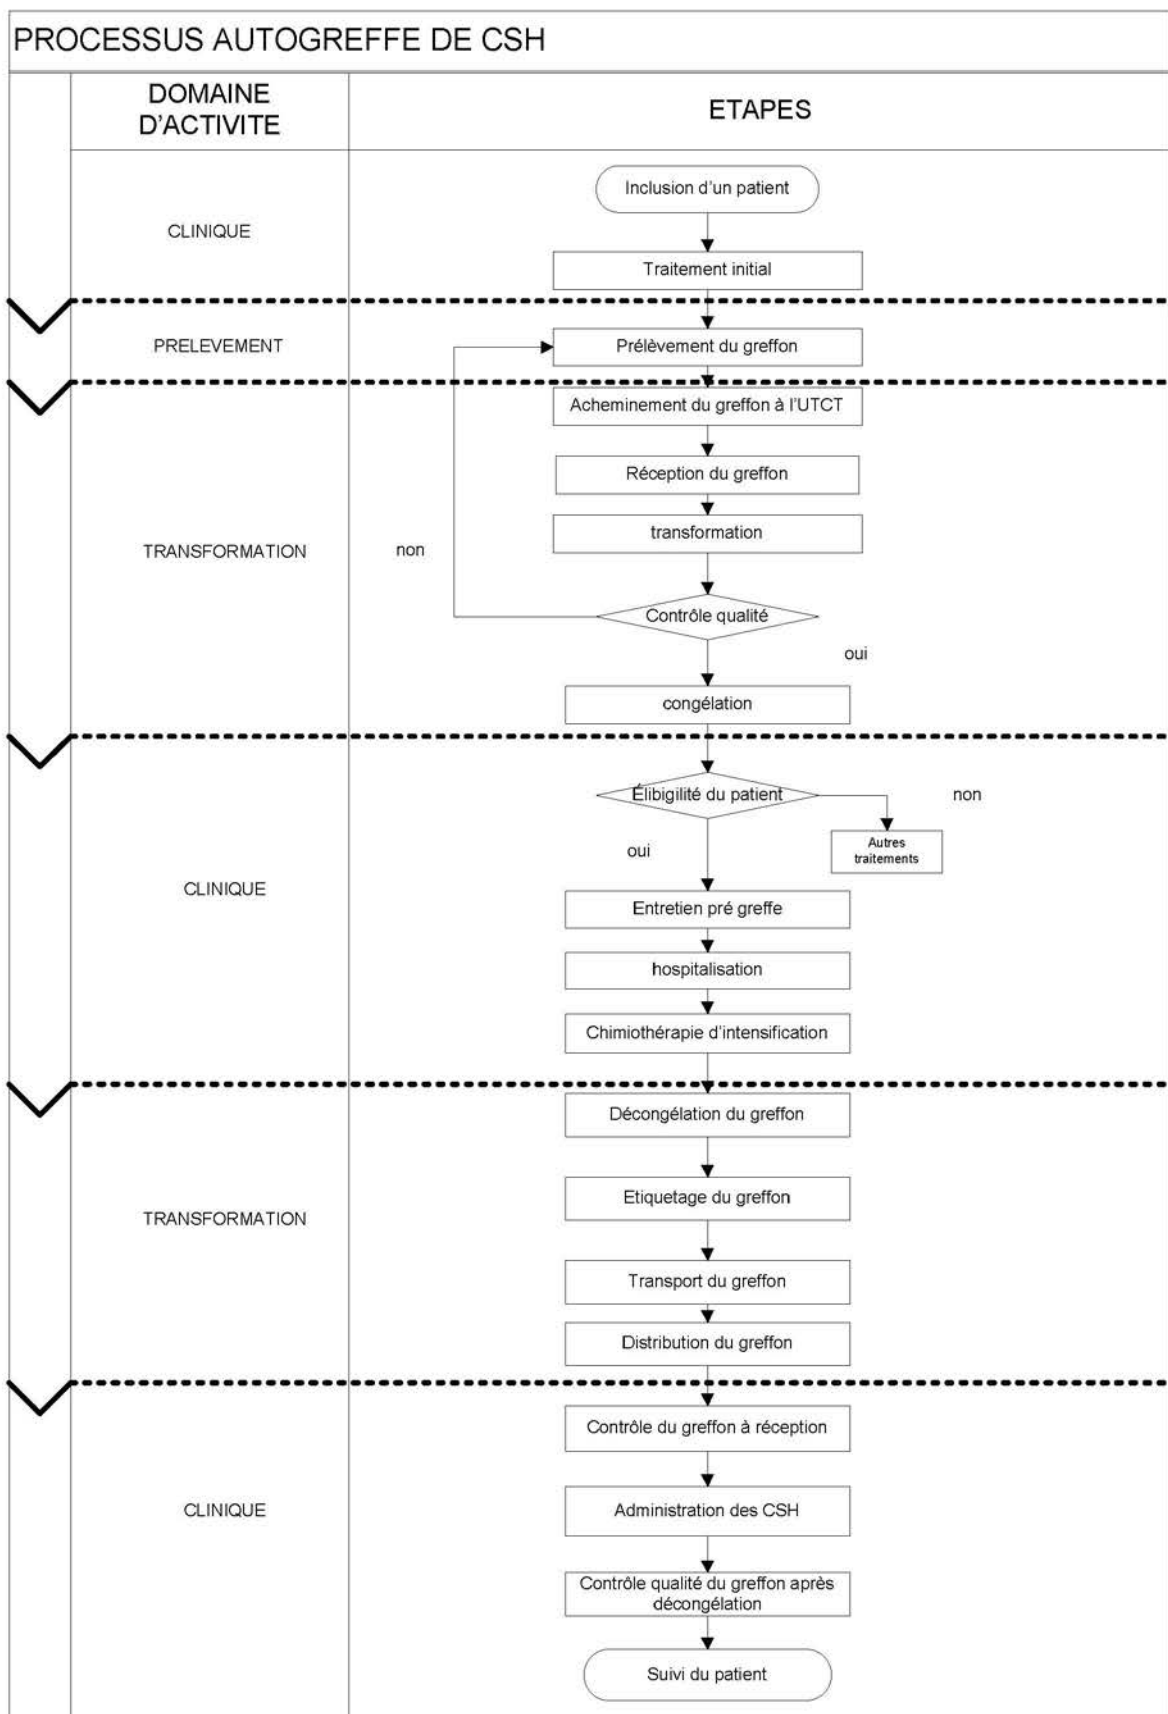 PROCESSUS AUTOGREFFE DE CSH
DOMAINE
D'ACTIVITE
ETAPES
CLINIQUE
Inclusion d'un patient
Traitement initial
PRELEVEMENT
Prélèvement du greffon
TRANSFORMATION
Acheminement du greffon à l'UTCT
Réception du greffon
transformation
non
Contrôle qualité
oui
congélation
CLINIQUE
Élibigilité du patient
non
Autres
traitements
oui
Entretien pré greffe
hospitalisation
Chimiothérapie d'intensification
TRANSFORMATION
Décongélation du greffon
Etiquetage du greffon
Transport du greffon
Distribution du greffon
CLINIQUE
Contrôle du greffon à réception
Administration des CSH
Contrôle qualité du greffon après
décongélation
Suivi du patient